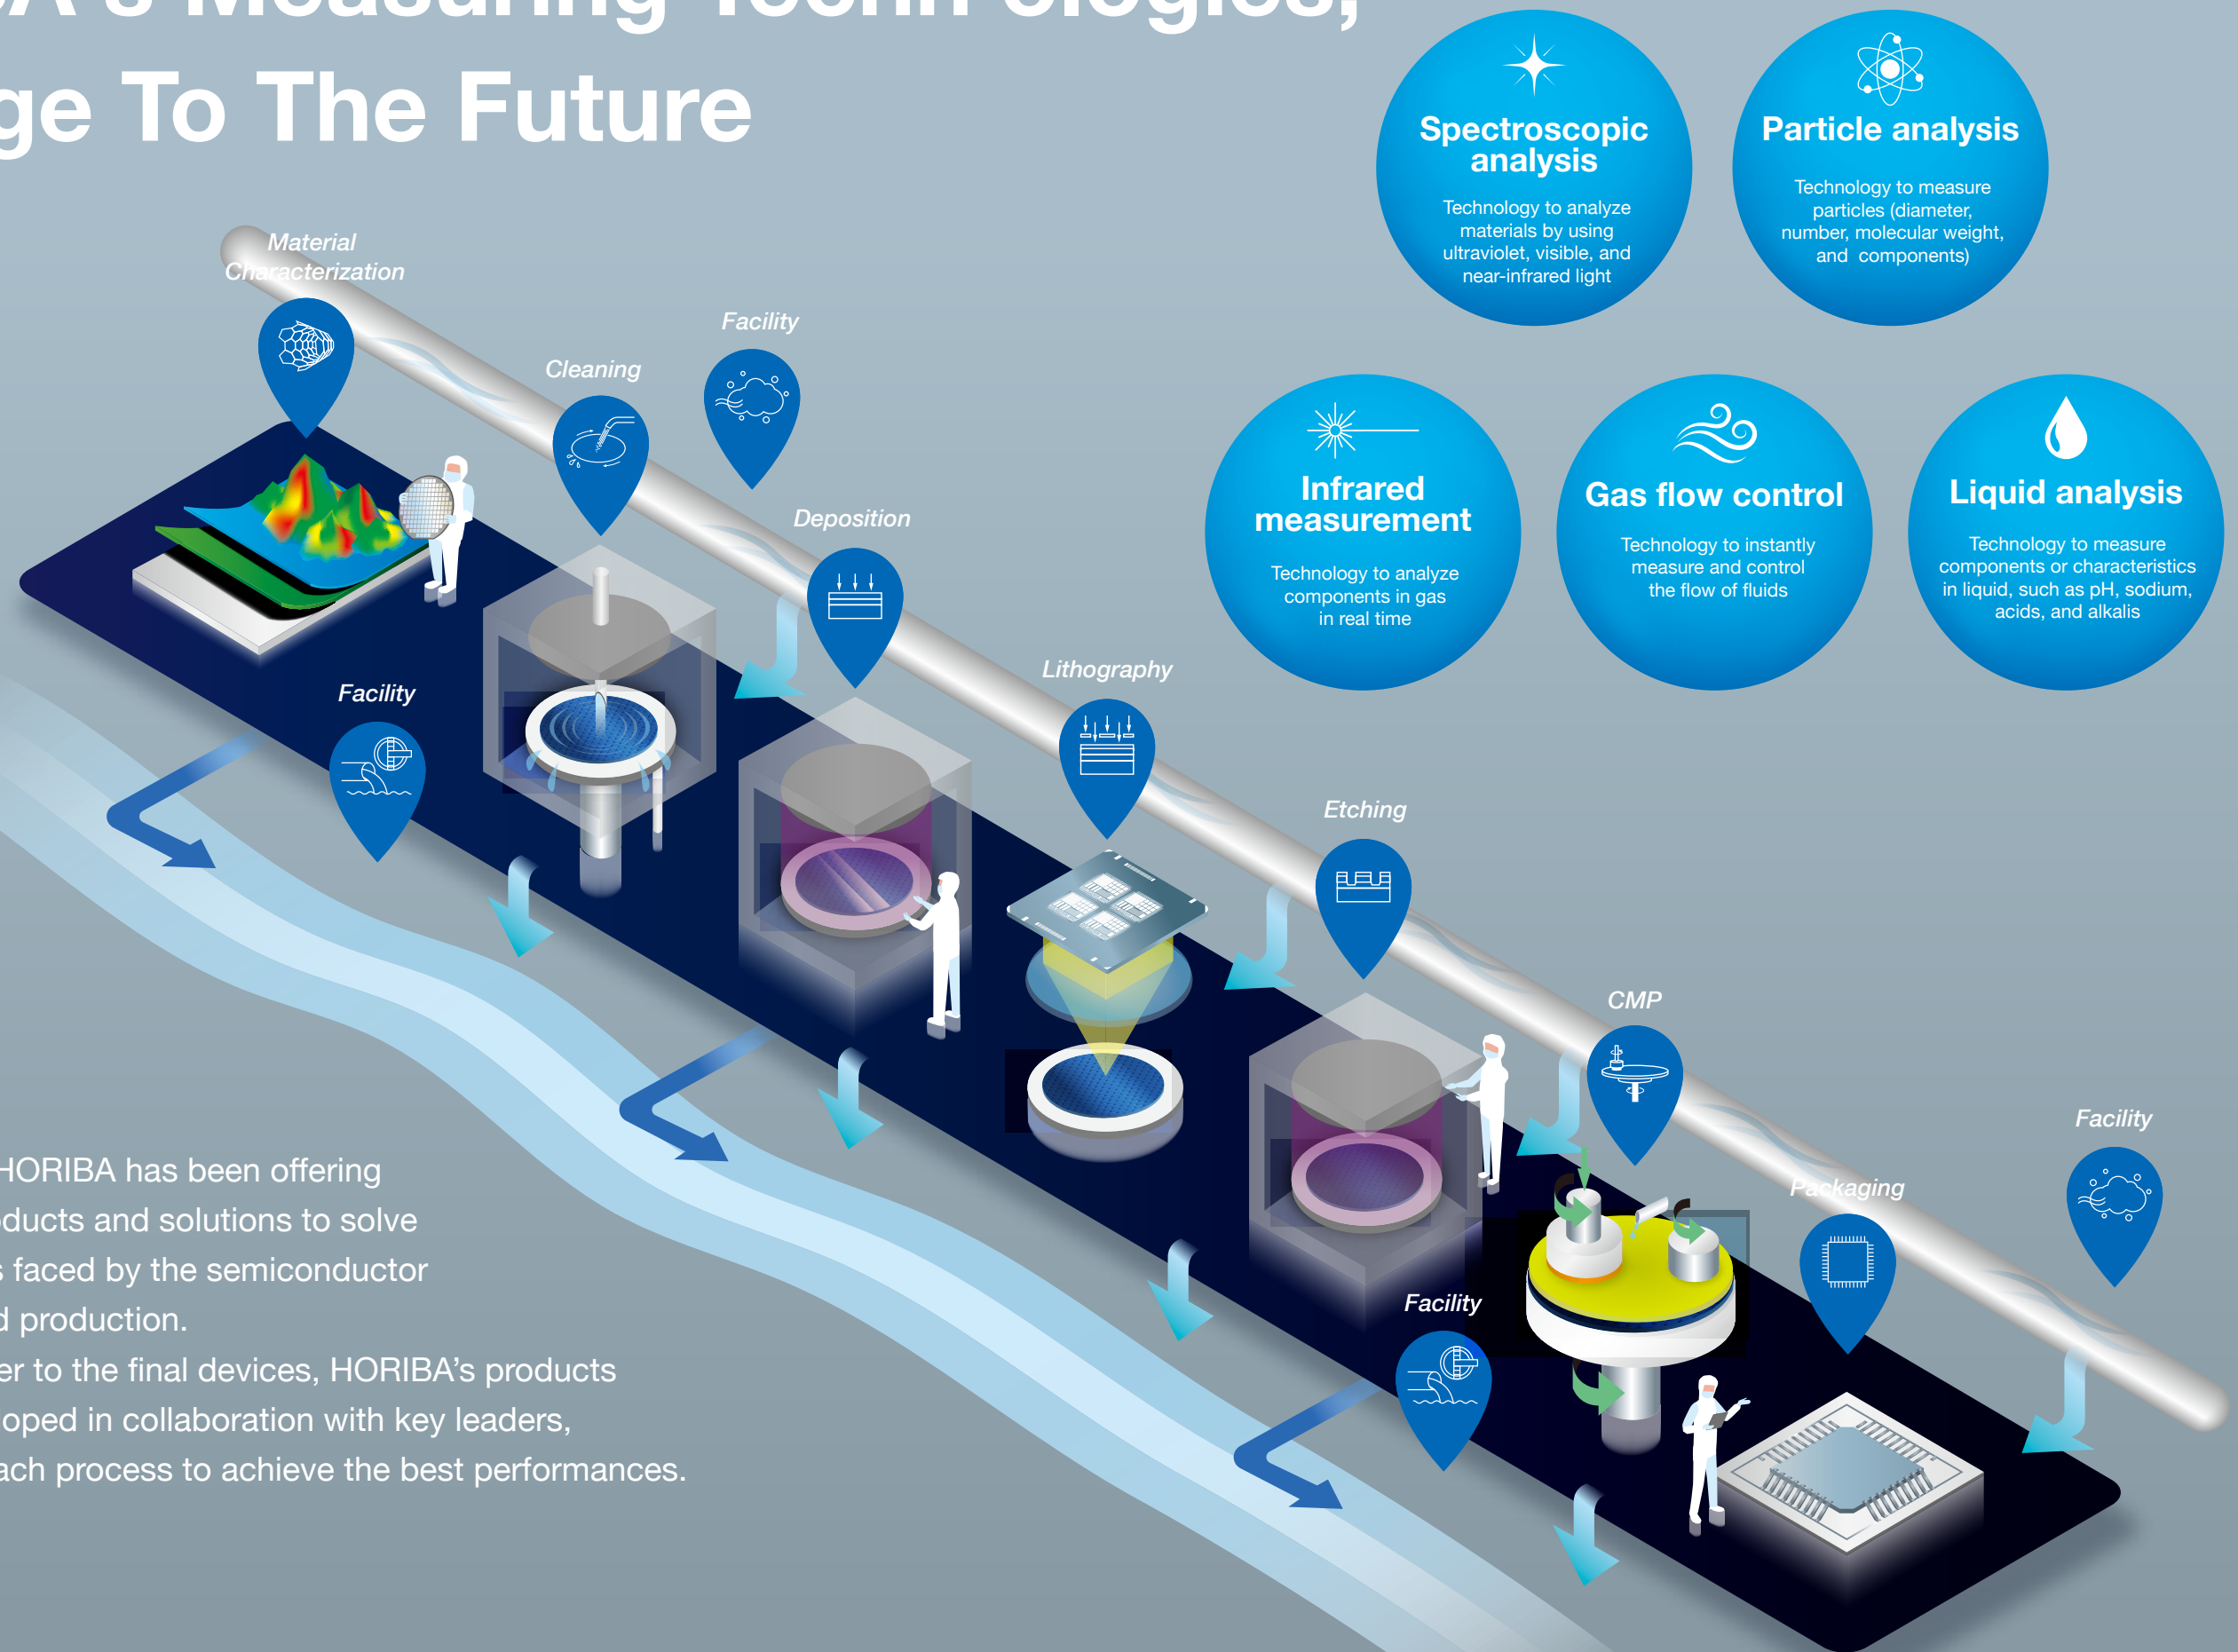 A's Measuring Techn ologies,
ge To The Future
Spectroscopic
analysis
Technology to analyze
materials by using
ultraviolet, visible, and
near-infrared light
Particle analysis
Technology to measure
particles (diameter,
number, molecular weight,
and components)
Infrared
measurement
Technology to analyze
components in gas
in real time
Gas flow control
Technology to instantly
measure and control
the flow of fluids
Liquid analysis
Technology to measure
components or characteristics
in liquid, such as pH, sodium,
acids, and alkalis
Material
Characterization
Facility
Cleaning
Deposition
Lithography
Facility
Etching
CMP
Facility
Packaging
Facility
HORIBA has been offering
ducts and solutions to solve
s faced by the semiconductor
d production.
er to the final devices, HORIBA's products
loped in collaboration with key leaders,
ach process to achieve the best performances.